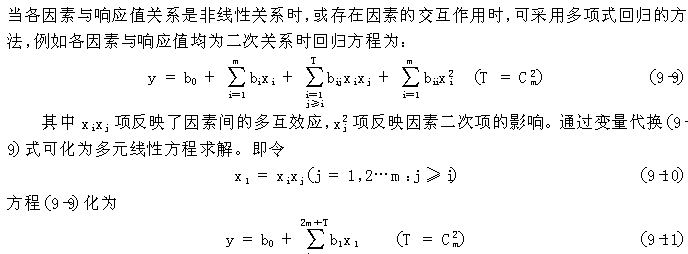 当各因素与响应值关系是非线性关系时,或存在因素的交互作用时,可采用多项式回归的方
法,例如各因素与响应值均为二次关系时回归方程为:
y = b₀ + ∑_{i=1}^{m} bᵢxᵢ + ∑_{i=1, j≥i}^{T} bᵢⱼxᵢxⱼ + ∑_{i=1}^{m} bᵢᵢxᵢ² (T = C_m^2) (9-9)
其中 xᵢxⱼ 项反映了因素间的多互效应, xⱼ² 项反映因素二次项的影响。通过变量代换(9-
9)式可化为多元线性方程求解。即令
x₁ = xᵢxⱼ(j = 1,2…m;j ≥ i) (9-10)
方程(9-9)化为
y = b₀ + ∑^{2m+T} b₁x₁ (T = C_m^2) (9-11)